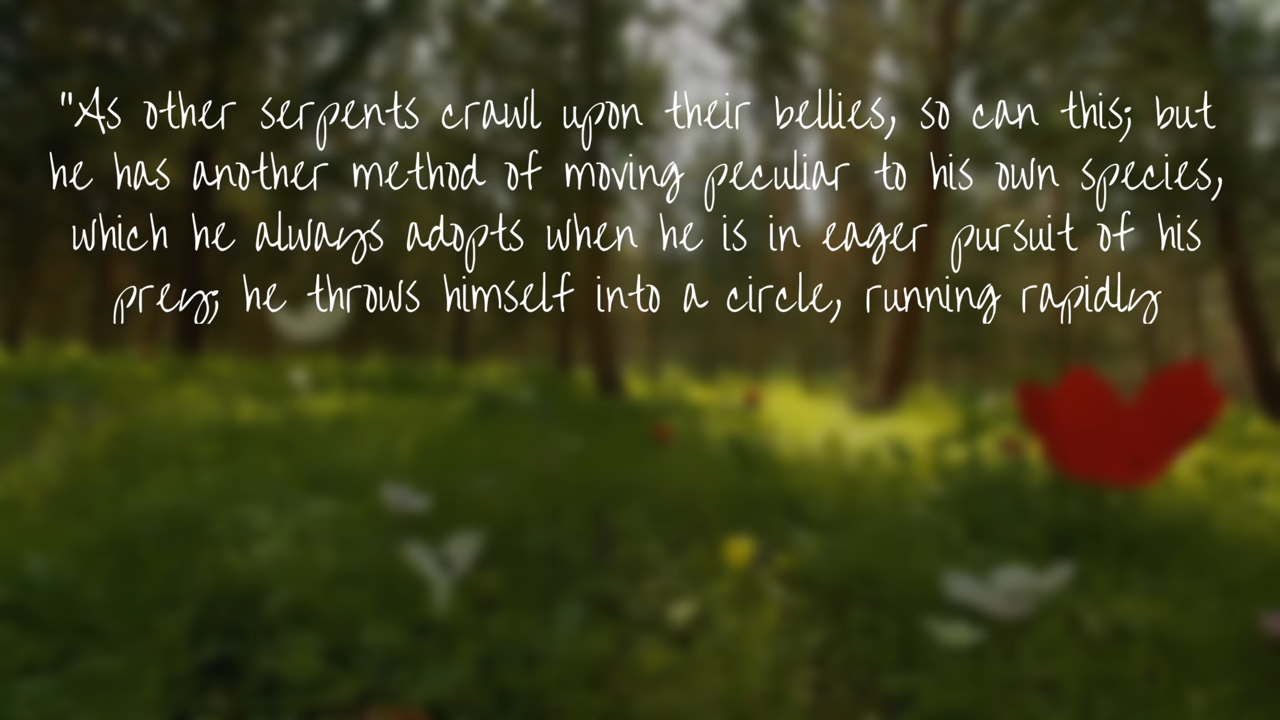 "As other serpents crawl upon their bellies, so can this; but
he has another method of moving peculiar to his own species,
which he always adopts when he is in eager pursuit of his
prey; he throws himself into a circle, running rapidly